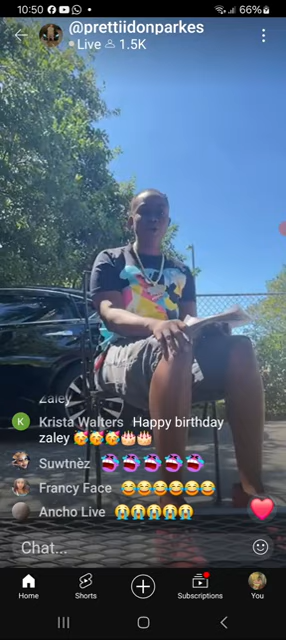 10:50
66%
@prettiidonparkes
Live 1.5K
zaley
K Krista Walters Happy birthday
zaley 🥳🥳🥳🎂🎂
Suwtnèz
Francy Face 😂😂😂😂😂😂
Ancho Live 😭😭😭😭😭
Chat...
Home Shorts Subscriptions You